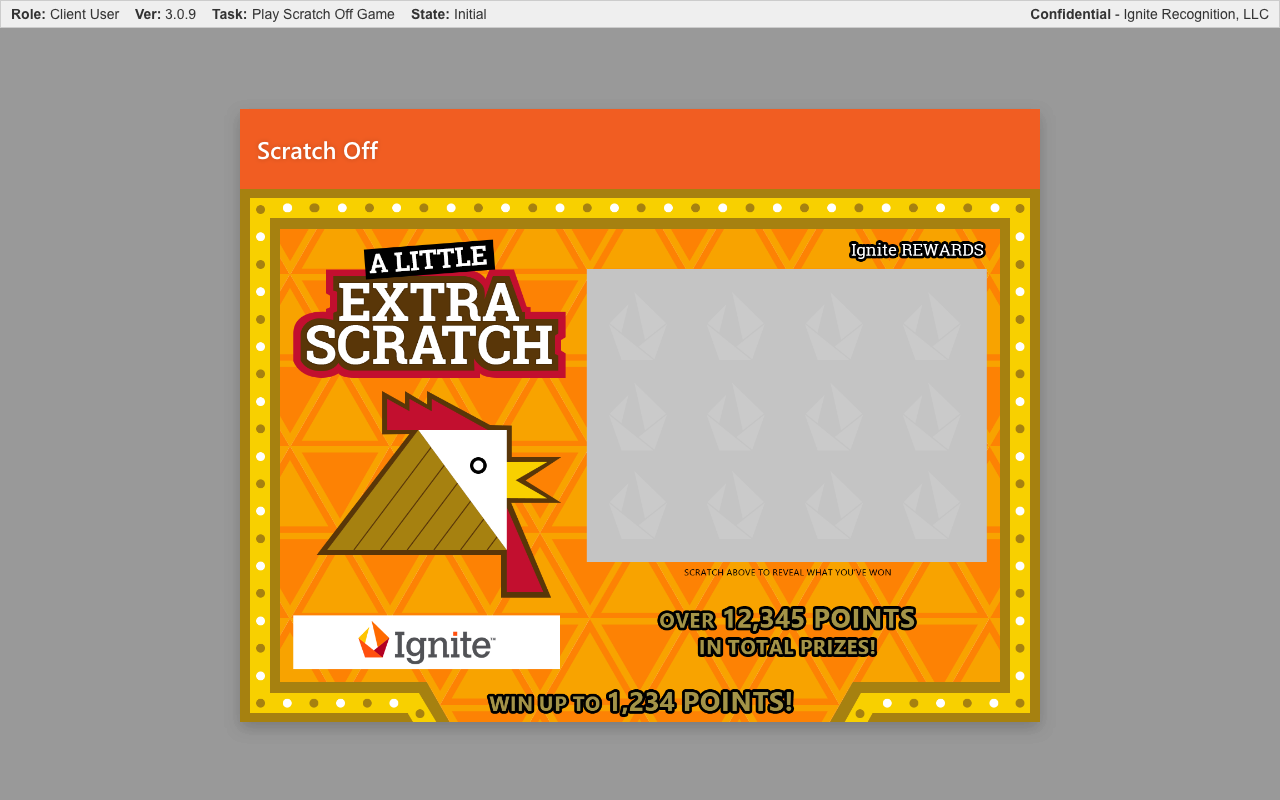 Role: Client User Ver: 3.0.9 Task: Play Scratch Off Game State: Initial Confidential - Ignite Recognition, LLC
Scratch Off
A LITTLE
EXTRA
SCRATCH
Ignite REWARDS
SCRATCH ABOVE TO REVEAL WHAT YOU'VE WON
OVER 12,345 POINTS
IN TOTAL PRIZES!
Ignite™
WIN UP TO 1,234 POINTS!